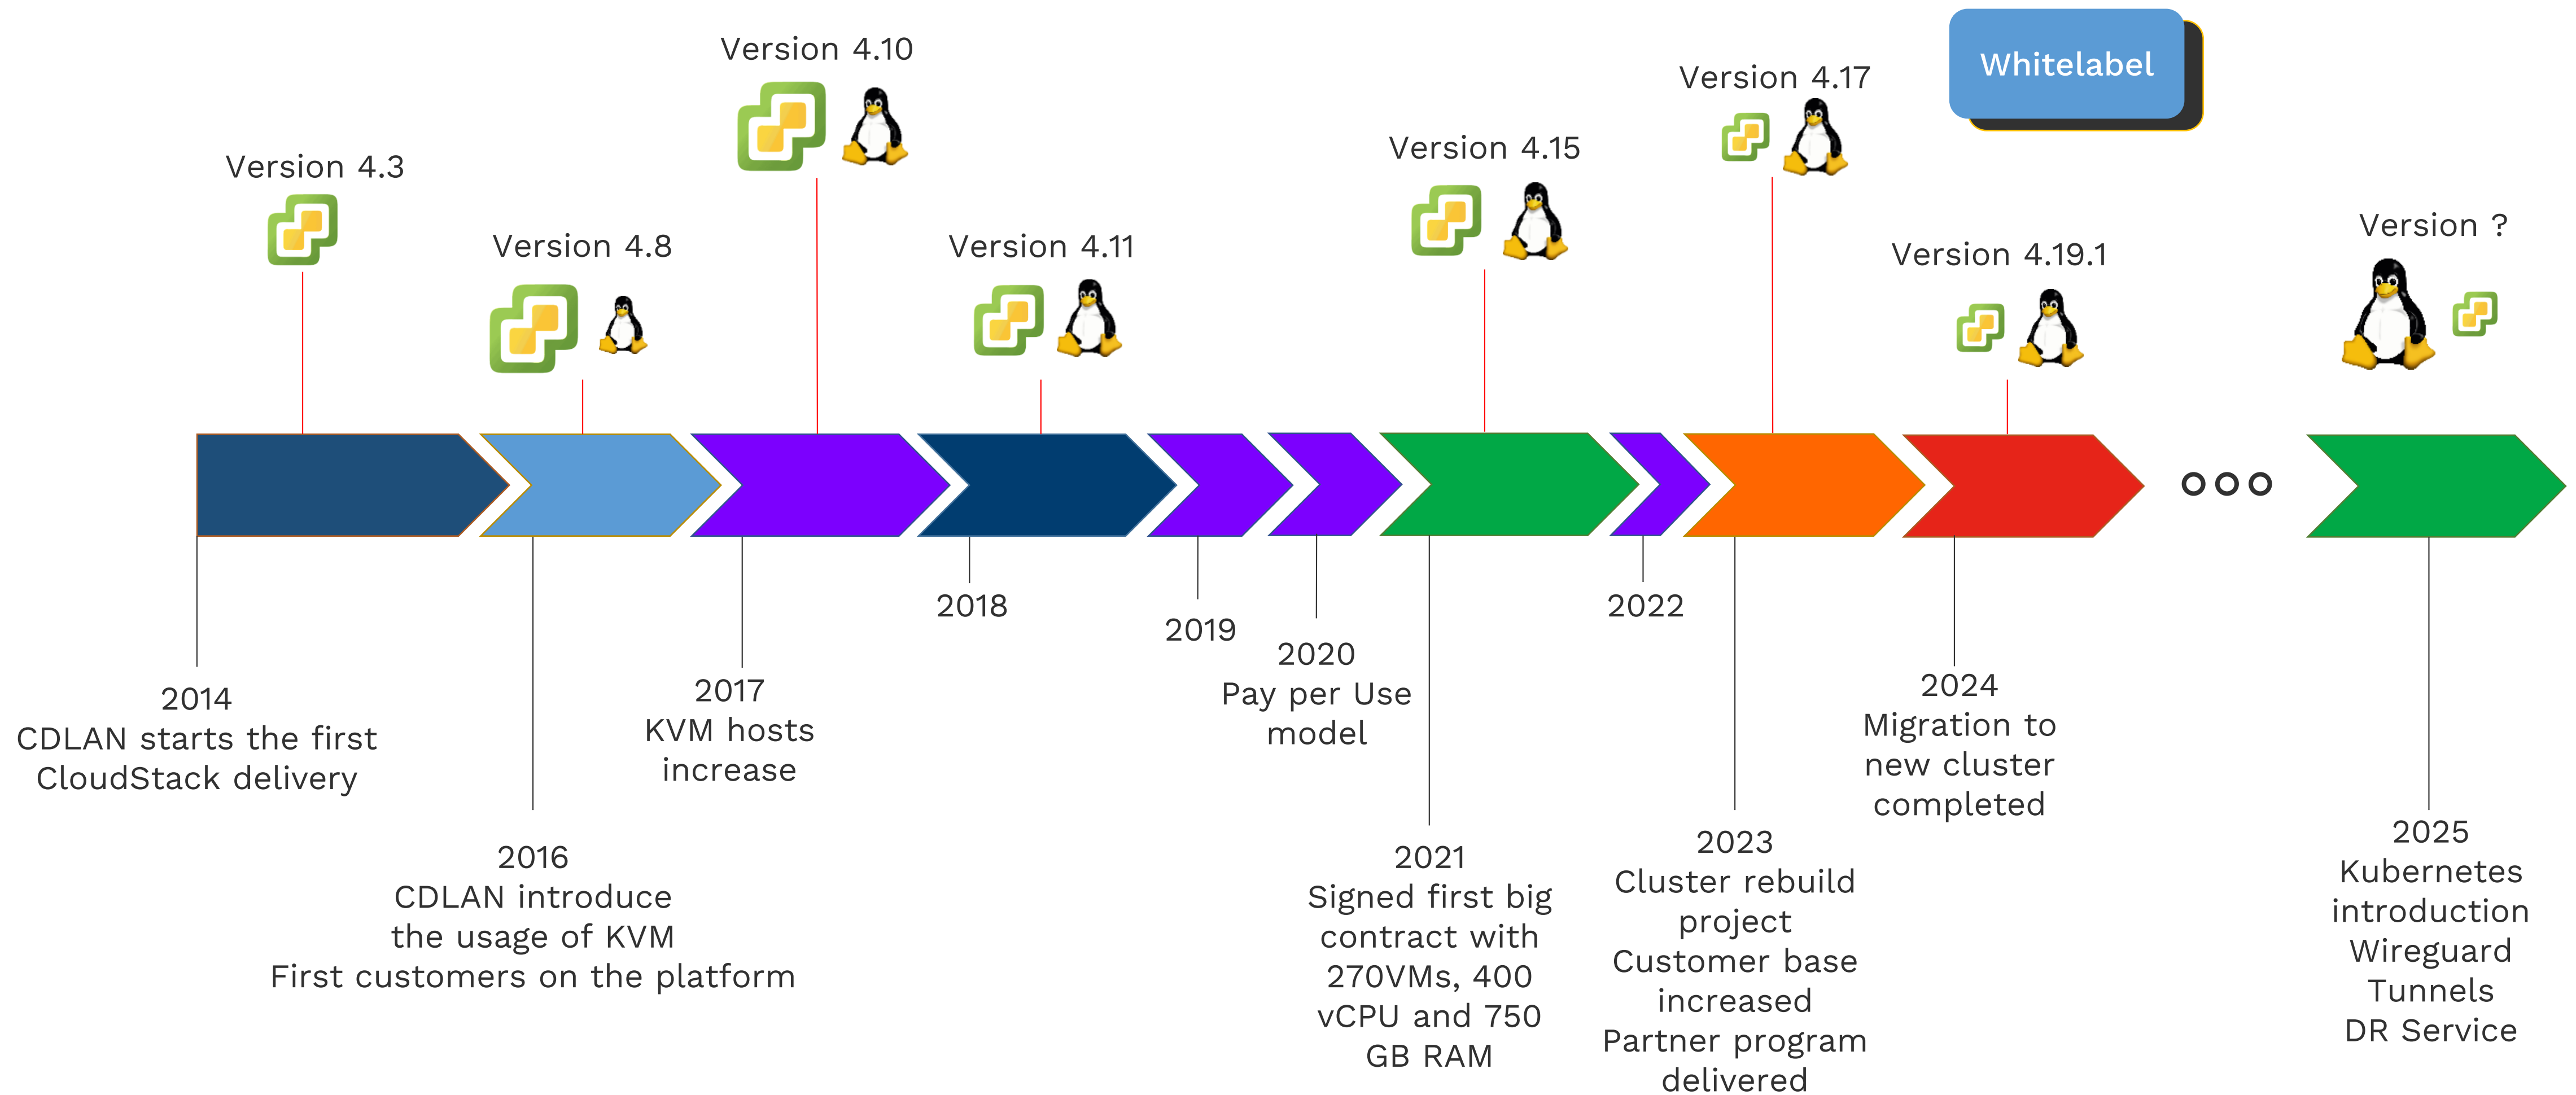 Version 4.3
Version 4.8
Version 4.10
Version 4.11
Version 4.15
Version 4.17
Whitelabel
Version 4.19.1
Version ?
2014
CDLAN starts the first
CloudStack delivery
2016
CDLAN introduce
the usage of KVM
First customers on the platform
2017
KVM hosts
increase
2018
2019
2020
Pay per Use
model
2021
Signed first big
contract with
270VMs, 400
vCPU and 750
GB RAM
2022
2023
Cluster rebuild
project
Customer base
increased
Partner program
delivered
2024
Migration to
new cluster
completed
2025
Kubernetes
introduction
Wireguard
Tunnels
DR Service